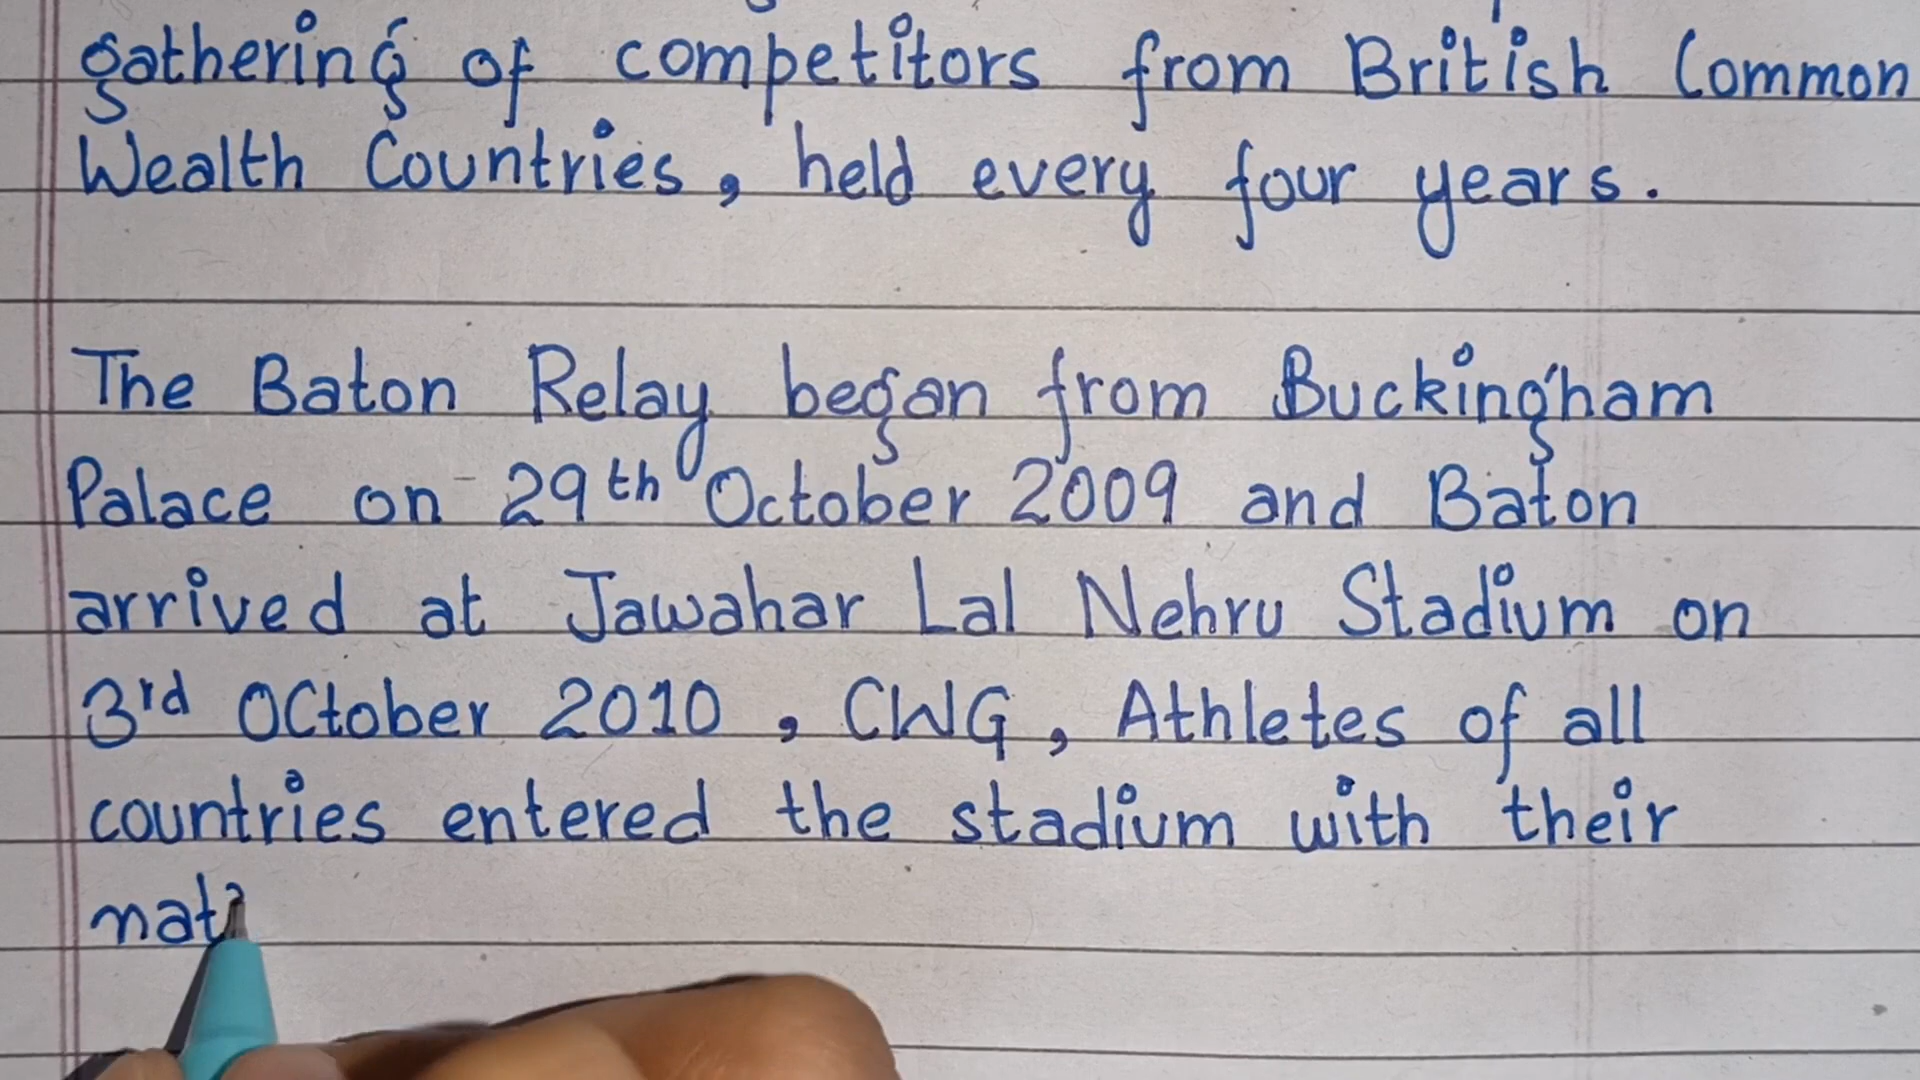 gathering of competitors from British Common
Wealth Countries, held every four years.
The Baton Relay began from Buckingham
Palace on 29th October 2009 and Baton
arrived at Jawahar Lal Nehru Stadium on
3rd October 2010, CWG, Athletes of all
countries entered the stadium with their